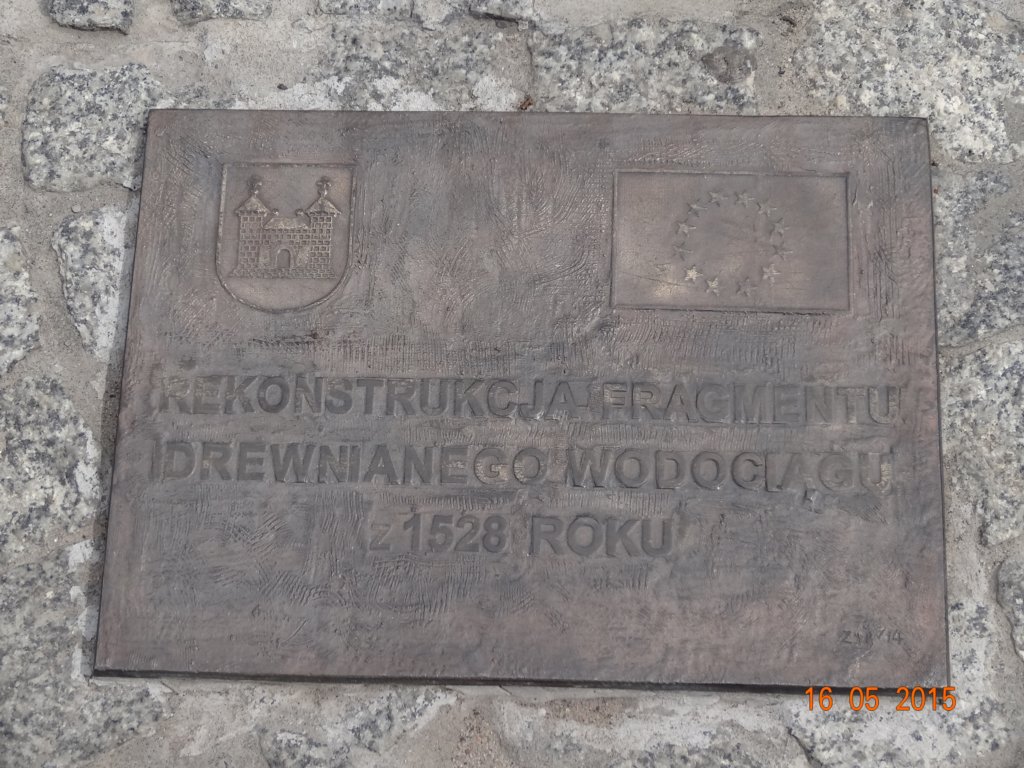 REKONSTRUKCJA FRAGMENTU
DREWNIANEGO WODOCIĄGU
z 1528 ROKU
16 05 2015